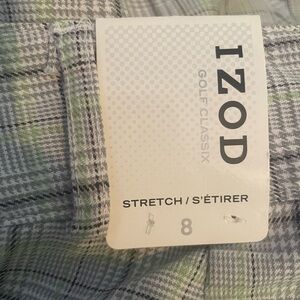 IZOD
GOLF CLASSIX
STRETCH / S'ÉTIRER
8